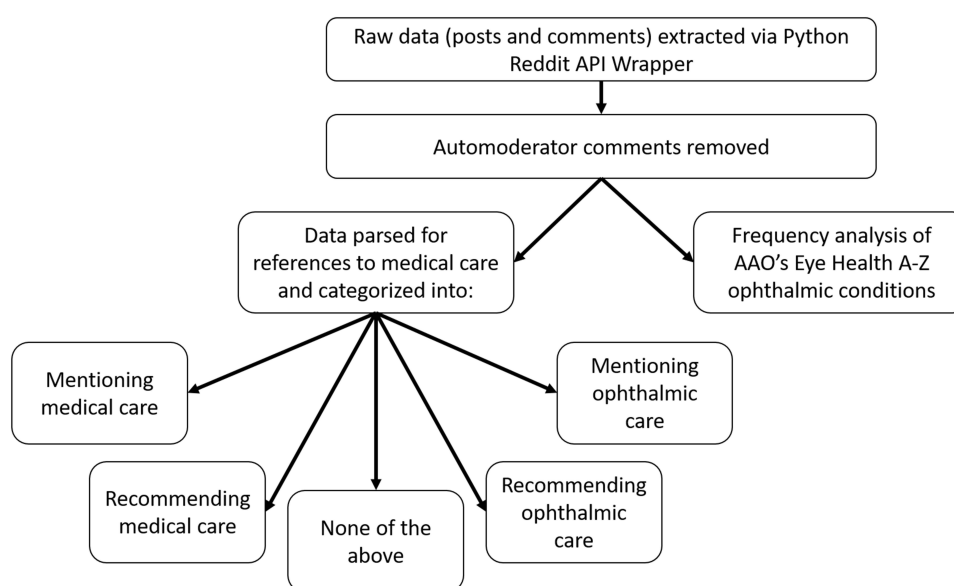 Raw data (posts and comments) extracted via Python
Reddit API Wrapper
Automoderator comments removed
Data parsed for
references to medical care
and categorized into:
Frequency analysis of
AAO's Eye Health A-Z
ophthalmic conditions
Mentioning
medical care
Mentioning
ophthalmic
care
Recommending
medical care
None of the
above
Recommending
ophthalmic
care